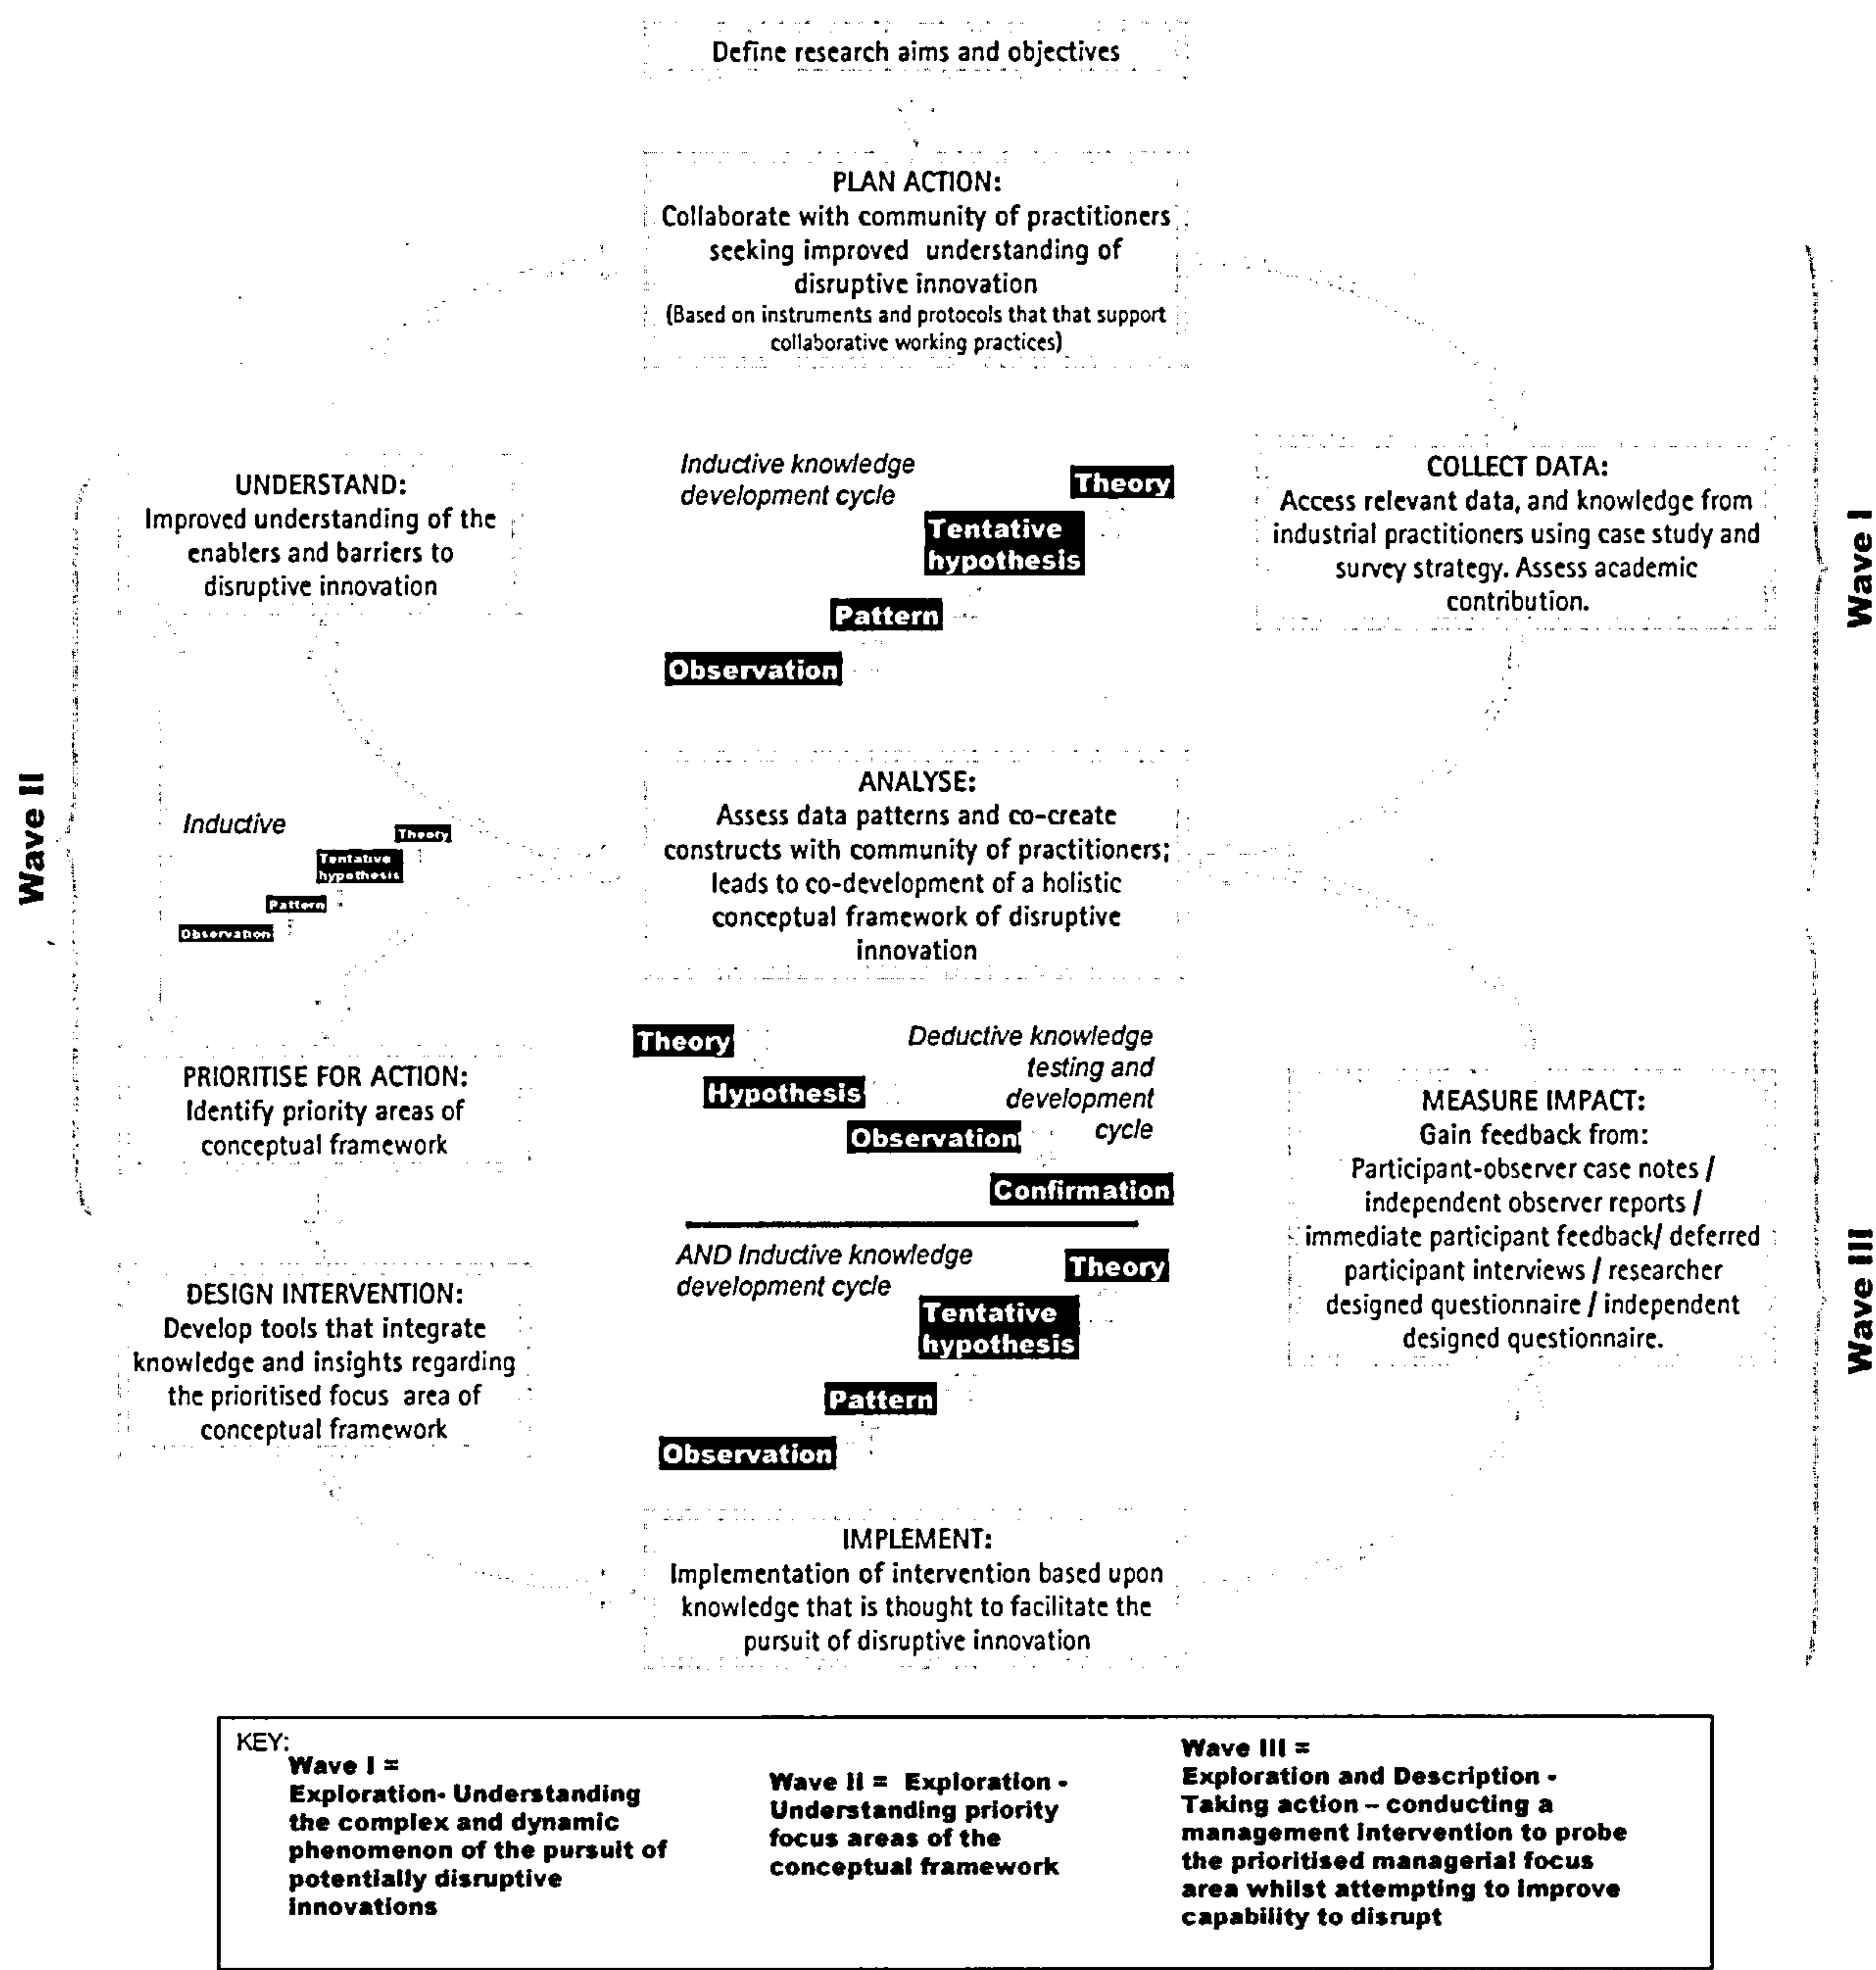 Define research aims and objectives
PLAN ACTION:
Collaborate with community of practitioners
seeking improved understanding of
disruptive innovation
(Based on instruments and protocols that that support
collaborative working practices)
UNDERSTAND:
Improved understanding of the
enablers and barriers to
disruptive innovation
Inductive knowledge
development cycle
Theory
Tentative
hypothesis
Pattern
Observation
COLLECT DATA:
Access relevant data, and knowledge from
industrial practitioners using case study and
survey strategy. Assess academic
contribution.
Wave I
Wave II
Inductive
Theory
Tentative
hypothesis
Pattern
Observation
ANALYSE:
Assess data patterns and co-create
constructs with community of practitioners;
leads to co-development of a holistic
conceptual framework of disruptive
innovation
PRIORITISE FOR ACTION:
Identify priority areas of
conceptual framework
Theory
Hypothesis
Observation
Confirmation
Deductive knowledge
testing and
development
cycle
AND Inductive knowledge
development cycle
Theory
Tentative
hypothesis
Pattern
Observation
MEASURE IMPACT:
Gain feedback from:
Participant-observer case notes /
independent observer reports /
immediate participant feedback/ deferred
participant interviews / researcher
designed questionnaire / independent
designed questionnaire.
Wave III
DESIGN INTERVENTION:
Develop tools that integrate
knowledge and insights regarding
the prioritised focus area of
conceptual framework
IMPLEMENT:
Implementation of intervention based upon
knowledge that is thought to facilitate the
pursuit of disruptive innovation
KEY:
Wave I =
Exploration- Understanding
the complex and dynamic
phenomenon of the pursuit of
potentially disruptive
innovations
Wave II = Exploration -
Understanding priority
focus areas of the
conceptual framework
Wave III =
Exploration and Description -
Taking action – conducting a
management intervention to probe
the prioritised managerial focus
area whilst attempting to improve
capability to disrupt